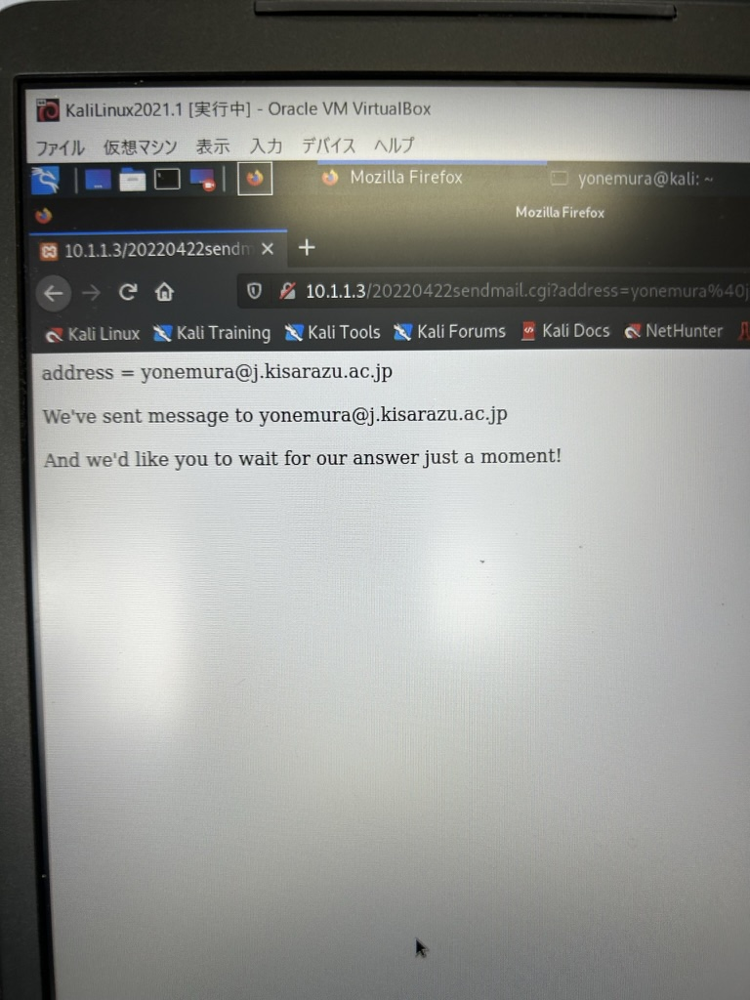 KaliLinux2021.1 [実行中] - Oracle VM VirtualBox
ファイル 仮想マシン 表示 入力 デバイス ヘルプ
Mozilla Firefox yonemura@kali: ~
Mozilla Firefox
10.1.1.3/20220422sendm
10.1.1.3/20220422sendmail.cgi?address=yonemura%40j
Kali Linux Kali Training Kali Tools Kali Forums Kali Docs NetHunter
address = yonemura@j.kisarazu.ac.jp
We've sent message to yonemura@j.kisarazu.ac.jp
And we'd like you to wait for our answer just a moment!